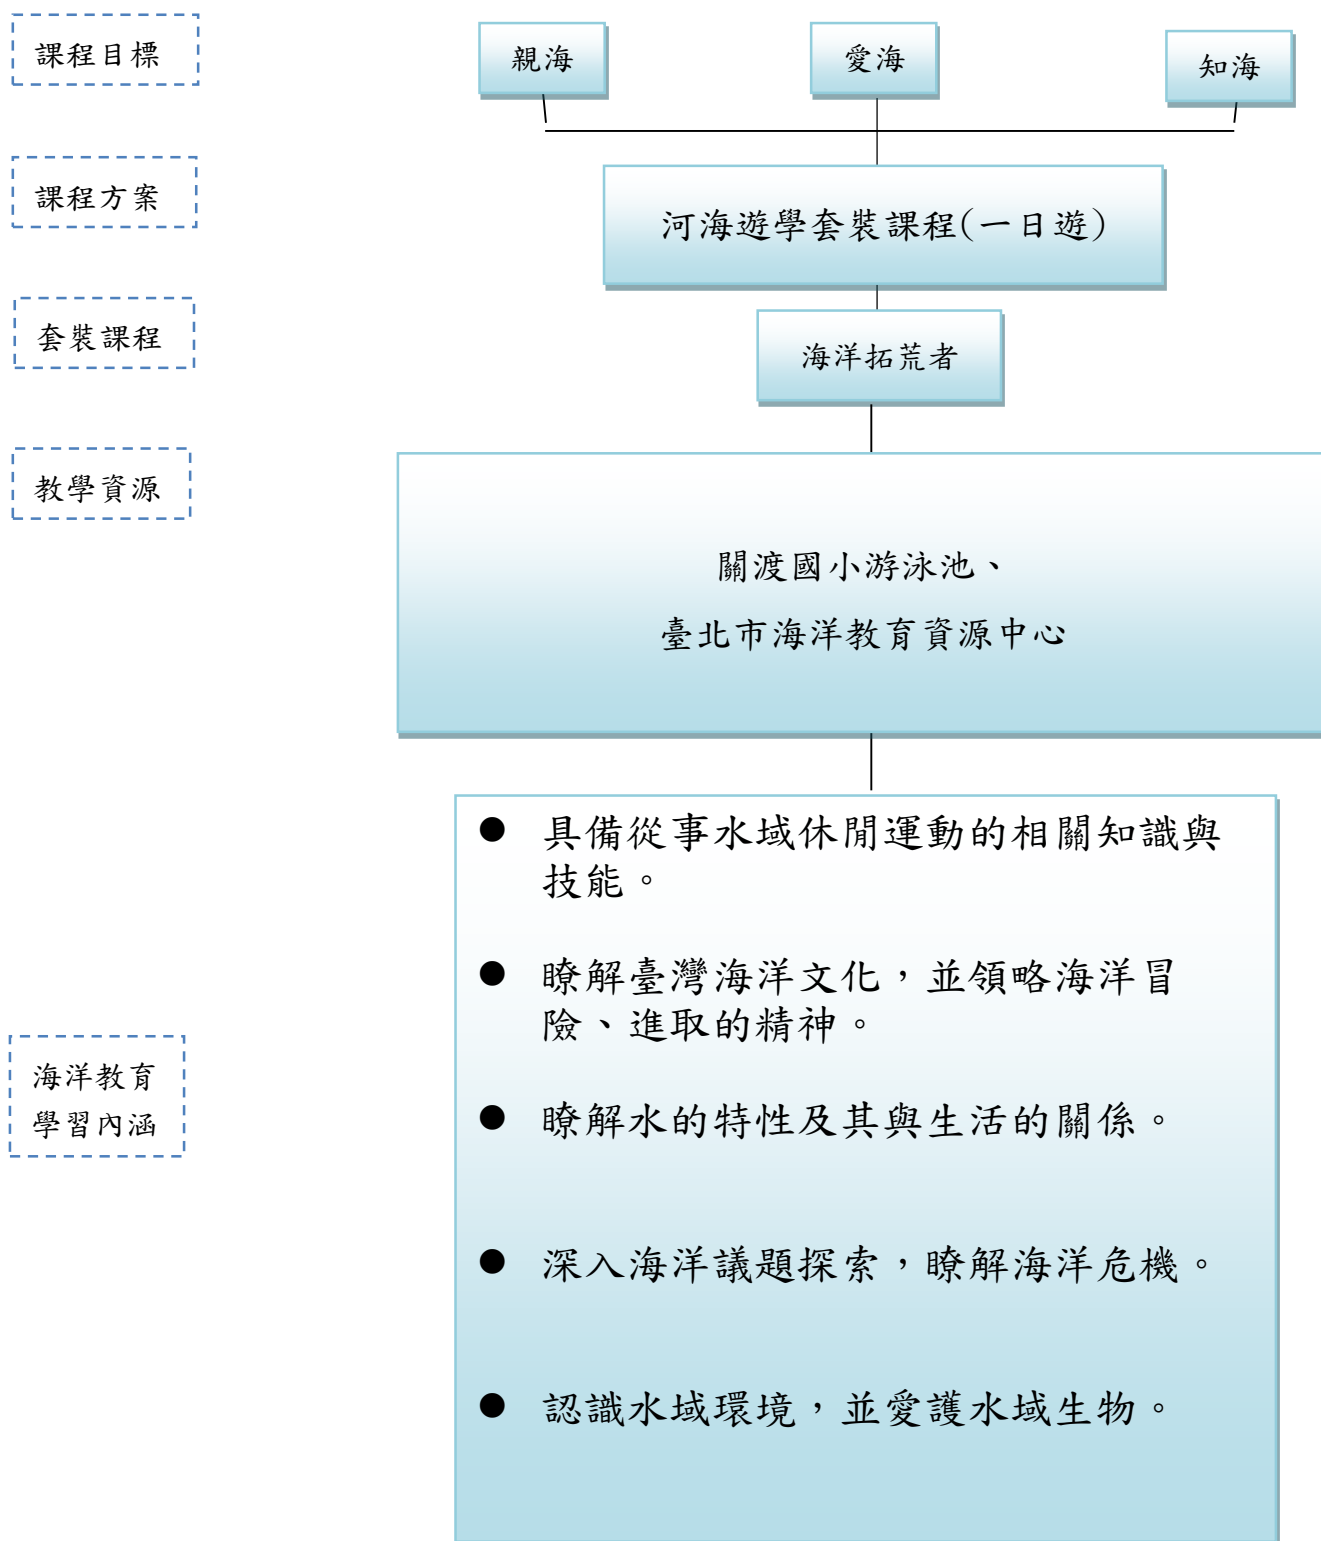 課程目標
親海
愛海
知海
課程方案
河海遊學套裝課程(一日遊)
套裝課程
海洋拓荒者
教學資源
關渡國小游泳池、
臺北市海洋教育資源中心
海洋教育
學習內涵
● 具備從事水域休閒運動的相關知識與
技能。
● 瞭解臺灣海洋文化，並領略海洋冒
險、進取的精神。
● 瞭解水的特性及其與生活的關係。
● 深入海洋議題探索，瞭解海洋危機。
● 認識水域環境，並愛護水域生物。